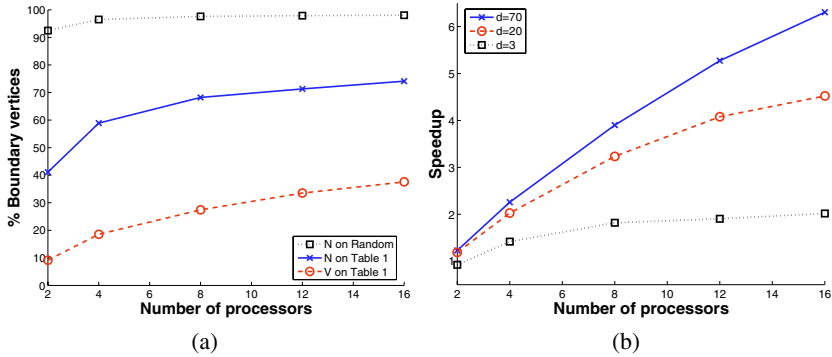 100
90
80
70
60
50
40
30
20
10
0
% Boundary vertices
2 4 6 8 10 12 14 16
Number of processors
N on Random
N on Table 1
V on Table 1
(a)
6
5
4
3
2
1
Speedup
2 4 6 8 10 12 14 16
Number of processors
d=70
d=20
d=3
(b)